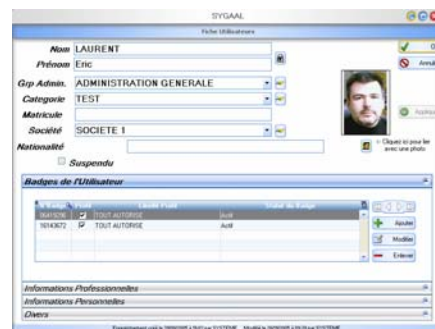 SYGAAL
Fiche Utilisateurs
Nom LAURENT
Prénom Eric
Grp Admin. ADMINISTRATION GENERALE
Categorie TEST
Matricule
Société SOCIETE 1
Nationalité
Cliquez ici pour lier avec une photo
Suspendu
Badges de l'Utilisateur
TOUT AUTORISE Actif
16143672 TOUT AUTORISE Actif
Ajouter
Modifier
Enlever
Informations Professionnelles
Informations Personnelles
Divers